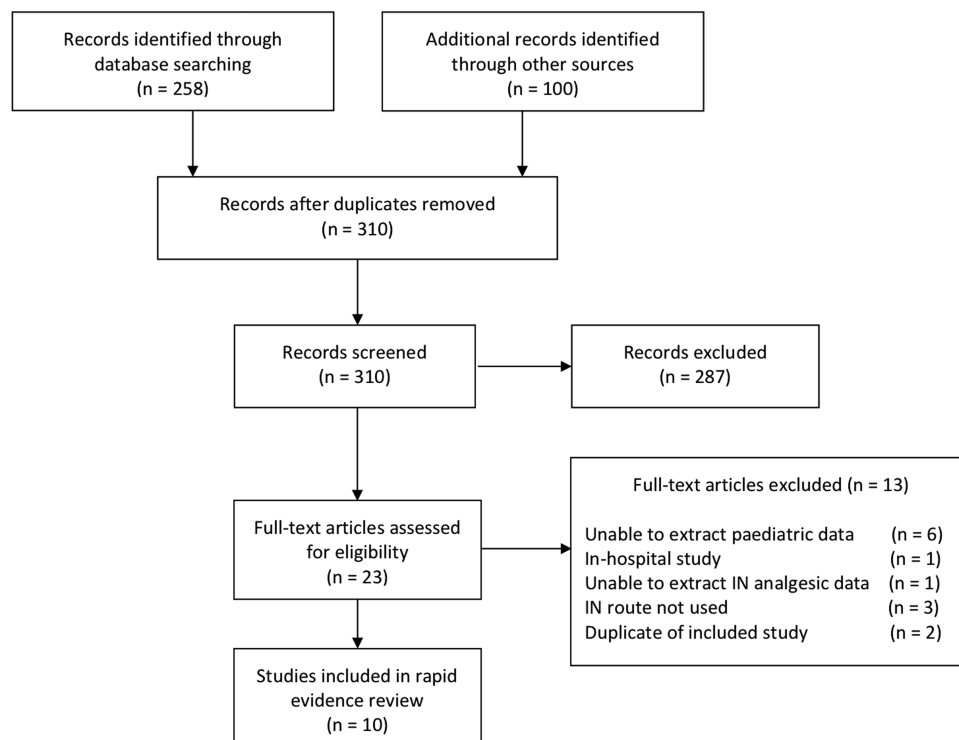 Records identified through
database searching
(n = 258)
Additional records identified
through other sources
(n = 100)
Records after duplicates removed
(n = 310)
Records screened
(n = 310)
Records excluded
(n = 287)
Full-text articles assessed
for eligibility
(n = 23)
Full-text articles excluded (n = 13)
Unable to extract paediatric data (n = 6)
In-hospital study (n = 1)
Unable to extract IN analgesic data (n = 1)
IN route not used (n = 3)
Duplicate of included study (n = 2)
Studies included in rapid
evidence review
(n = 10)